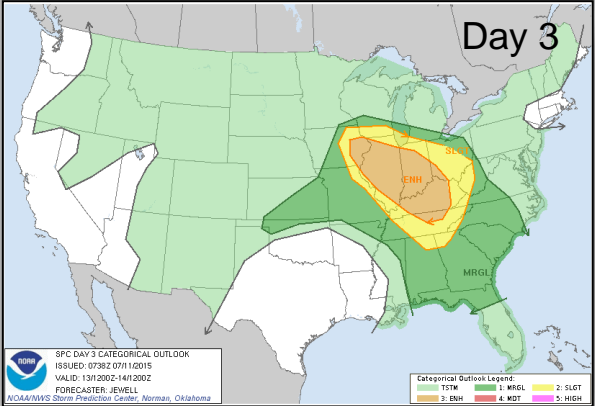 Day 3
SLGT
ENH
MRGL
SPC DAY 3 CATEGORICAL OUTLOOK
ISSUED: 0738Z 07/11/2015
VALID: 13/1200Z-14/1200Z
FORECASTER: JEWELL
NOAA/NWS Storm Prediction Center, Norman, Oklahoma
NOAA
Categorical Outlook Legend:
TSTM 1: MRGL 2: SLGT
3: ENH 4: MDT 5: HIGH